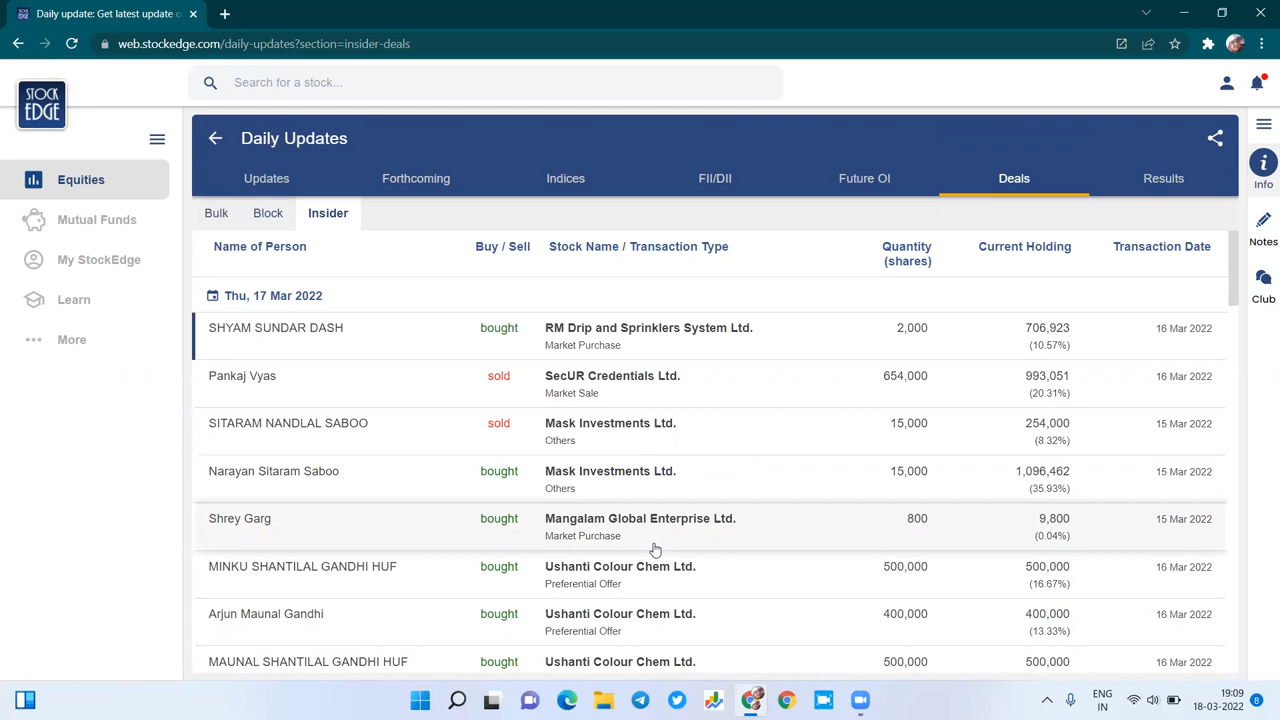 Daily update: Get latest update o
web.stockedge.com/daily-updates?section=insider-deals
STOCK EDGE
Search for a stock...
Equities
Mutual Funds
My StockEdge
Learn
More
Daily Updates
Updates Forthcoming Indices FII/DII Future OI Deals Results
Bulk Block Insider
Name of Person Buy / Sell Stock Name / Transaction Type Quantity (shares) Current Holding Transaction Date
Thu, 17 Mar 2022
SHYAM SUNDAR DASH bought RM Drip and Sprinklers System Ltd. 2,000 706,923 16 Mar 2022
Market Purchase (10.57%)
Pankaj Vyas sold SecUR Credentials Ltd. 654,000 993,051 16 Mar 2022
Market Sale (20.31%)
SITARAM NANDLAL SABOO sold Mask Investments Ltd. 15,000 254,000 15 Mar 2022
Others (8.32%)
Narayan Sitaram Saboo bought Mask Investments Ltd. 15,000 1,096,462 15 Mar 2022
Others (35.93%)
Shrey Garg bought Mangalam Global Enterprise Ltd. 800 9,800 15 Mar 2022
Market Purchase (0.04%)
MINKU SHANTILAL GANDHI HUF bought Ushanti Colour Chem Ltd. 500,000 500,000 16 Mar 2022
Preferential Offer (16.67%)
Arjun Maunal Gandhi bought Ushanti Colour Chem Ltd. 400,000 400,000 16 Mar 2022
Preferential Offer (13.33%)
MAUNAL SHANTILAL GANDHI HUF bought Ushanti Colour Chem Ltd. 500,000 500,000 16 Mar 2022
Info
Notes
Club
ENG
IN
19:09
18-03-2022
8